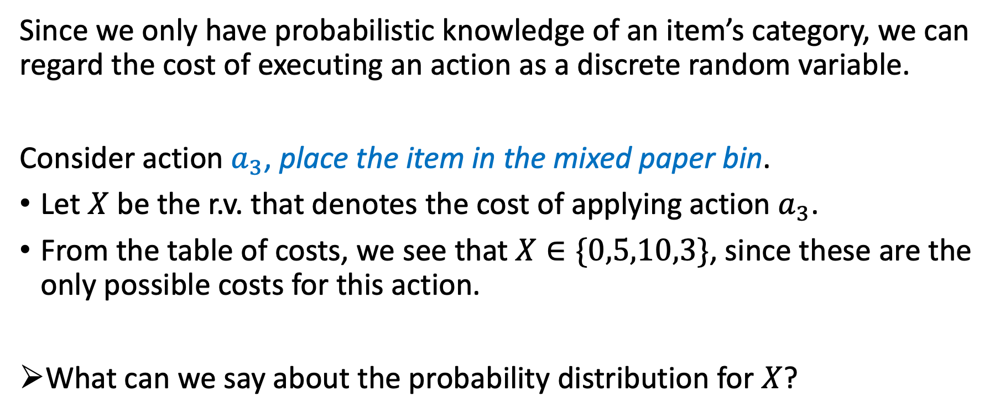 Since we only have probabilistic knowledge of an item’s category, we can
regard the cost of executing an action as a discrete random variable.
Consider action a₃, place the item in the mixed paper bin.
• Let X be the r.v. that denotes the cost of applying action a₃.
• From the table of costs, we see that X ∈ {0,5,10,3}, since these are the
only possible costs for this action.
➢What can we say about the probability distribution for X?